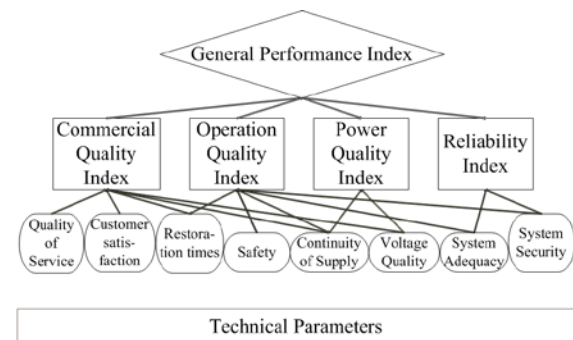 General Performance Index
Commercial
Quality
Index
Operation
Quality
Index
Power
Quality
Index
Reliability
Index
Quality
of
Service
Customer
satis-
faction
Restora-
tion times
Safety
Continuity
of Supply
Voltage
Quality
System
Adequacy
System
Security
Technical Parameters